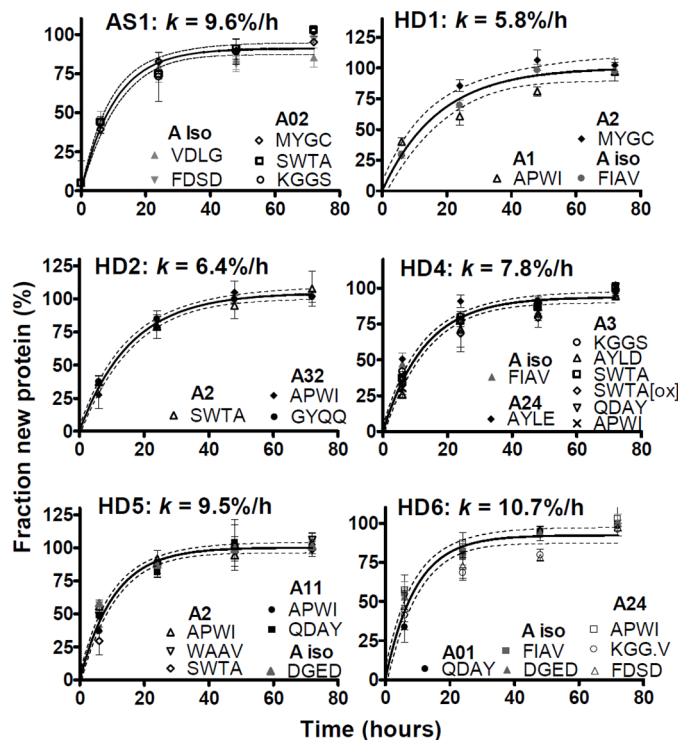 AS1: k = 9.6%/h
125
100
75
50
25
0
0 20 40 60 80
A Iso
VDLG
FDSD
A02
MYGC
SWTA
KGGS
HD1: k = 5.8%/h
125
100
75
50
25
0
0 20 40 60 80
A1
APWI
A2
MYGC
A iso
FIAV
HD2: k = 6.4%/h
125
100
75
50
25
0
0 20 40 60 80
A2
SWTA
A32
APWI
GYQQ
HD4: k = 7.8%/h
100
75
50
25
0
0 20 40 60 80
A iso
FIAV
A24
AYLE
A3
KGGS
AYLD
SWTA
SWTA[ox]
QDAY
APWI
HD5: k = 9.5%/h
125
100
75
50
25
0
0 20 40 60 80
A2
APWI
WAAV
SWTA
A11
APWI
QDAY
A iso
DGED
HD6: k = 10.7%/h
100
75
50
25
0
0 20 40 60 80
A01
QDAY
A iso
FIAV
DGED
A24
APWI
KGG.V
FDSD
Fraction new protein (%)
Time (hours)